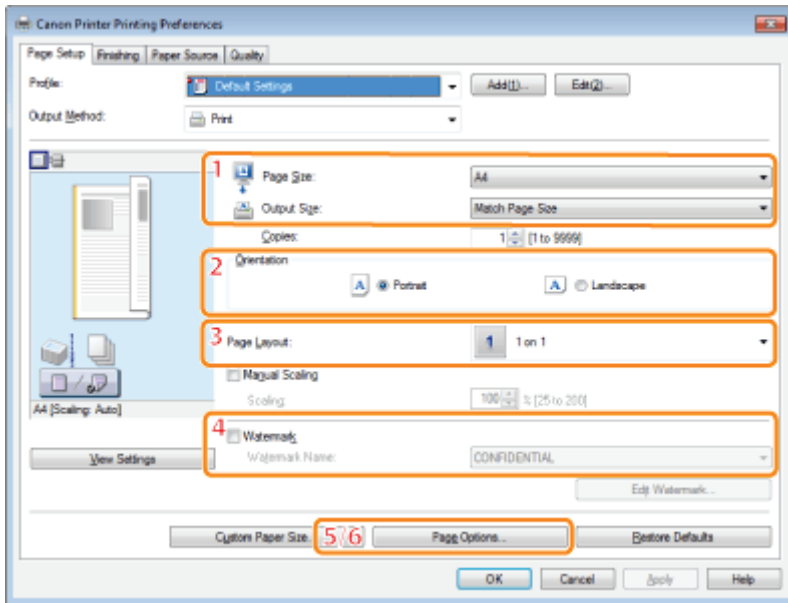 Canon Printer Printing Preferences
Page Setup Finishing Paper Source Quality
Profile: Default Settings Add(1)... Edit(2)...
Output Method: Print
1 Page Size: A4
Output Size: Match Page Size
Copies: 1 [1 to 9999]
2 Orientation
A Portrait A Landscape
3 Page Layout: 1 1 on 1
Manual Scaling
Scaling: 100 % [25 to 200]
A4 [Scaling: Auto]
4 Watermark
View Settings Watermark Name: CONFIDENTIAL
Edit Watermark...
Custom Paper Size. 5/6 Page Options... Restore Defaults
OK Cancel Apply Help